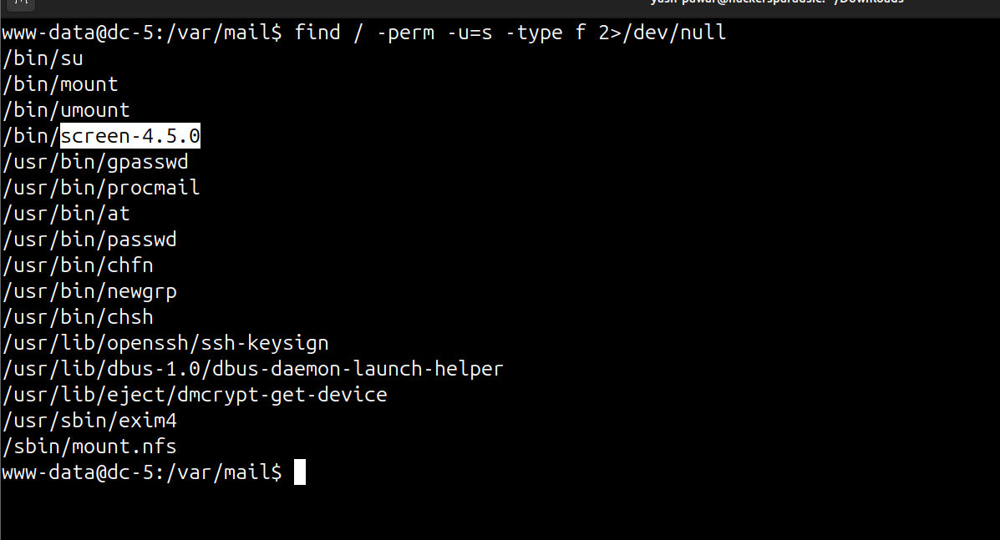 www-data@dc-5:/var/mail$ find / -perm -u=s -type f 2>/dev/null
/bin/su
/bin/mount
/bin/umount
/bin/screen-4.5.0
/usr/bin/gpasswd
/usr/bin/procmail
/usr/bin/at
/usr/bin/passwd
/usr/bin/chfn
/usr/bin/newgrp
/usr/bin/chsh
/usr/lib/openssh/ssh-keysign
/usr/lib/dbus-1.0/dbus-daemon-launch-helper
/usr/lib/eject/dmcrypt-get-device
/usr/sbin/exim4
/sbin/mount.nfs
www-data@dc-5:/var/mail$